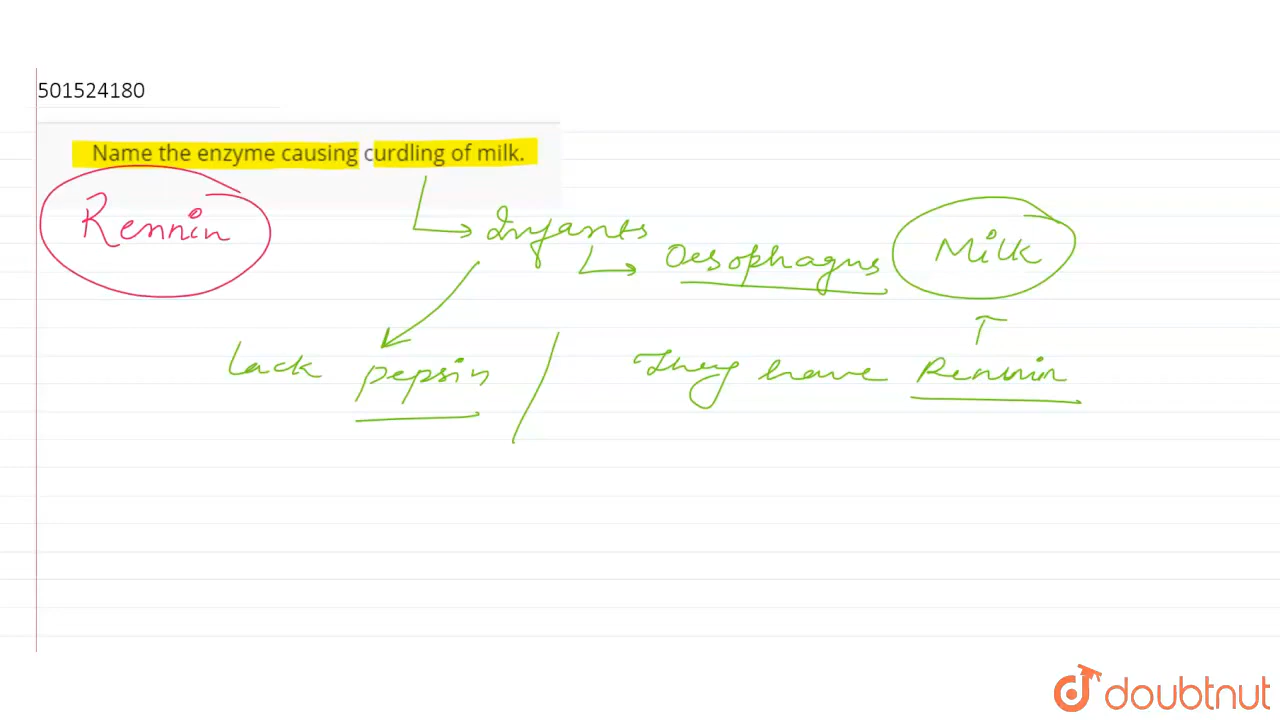 501524180
Name the enzyme causing curdling of milk.
Rennin
Infants
Oesophagus
Milk
lack pepsin
They have Rennin
doubtnut